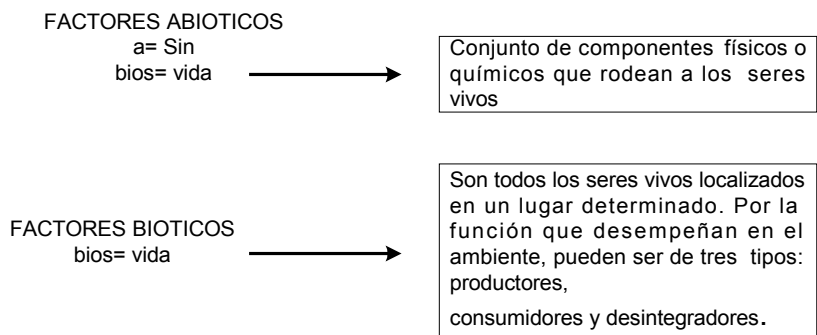 FACTORES ABIOTICOS
a= Sin
bios= vida
Conjunto de componentes físicos o
químicos que rodean a los seres
vivos
FACTORES BIOTICOS
bios= vida
Son todos los seres vivos localizados
en un lugar determinado. Por la
función que desempeñan en el
ambiente, pueden ser de tres tipos:
productores,
consumidores y desintegradores.